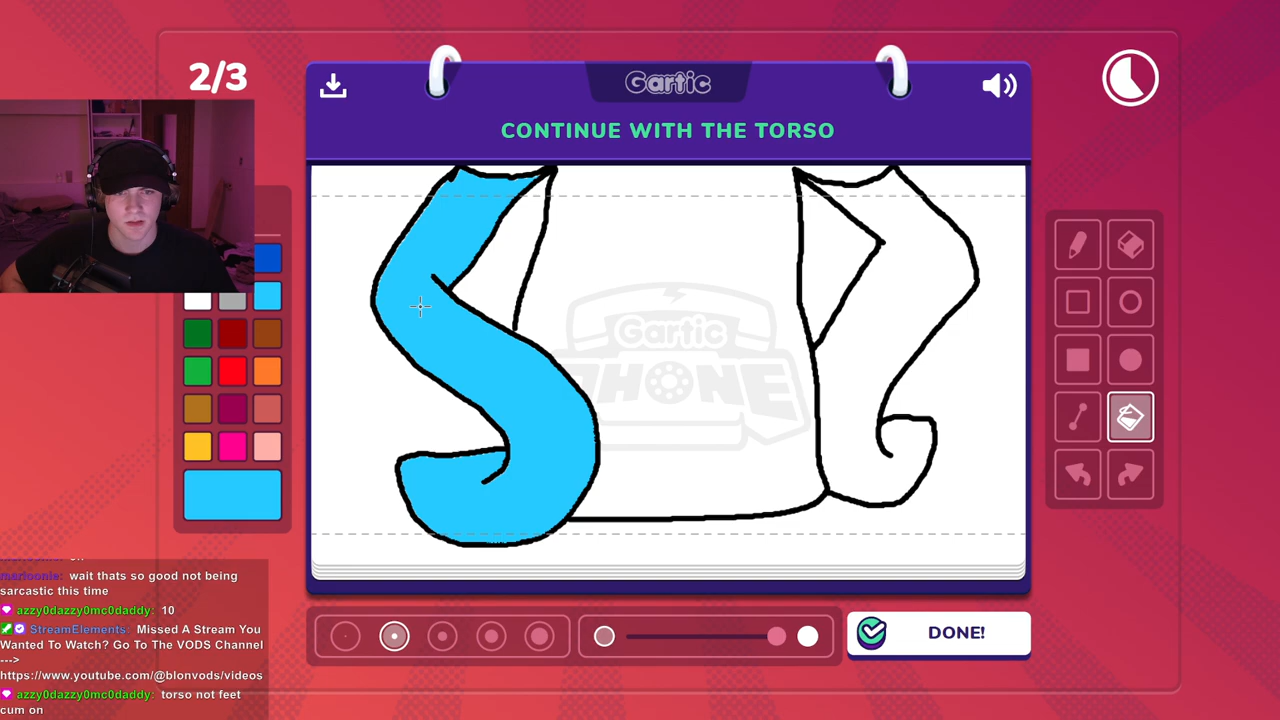 2/3
Gartic
CONTINUE WITH THE TORSO
Gartic
PHONE
DONE!
wait thats so good not being
sarcastic this time
azzy0dazzy0mc0daddy: 10
StreamElements: Missed A Stream You
Wanted To Watch? Go To The VODS Channel
--->
https://www.youtube.com/@blonvods/videos
azzy0dazzy0mc0daddy: torso not feet
cum on